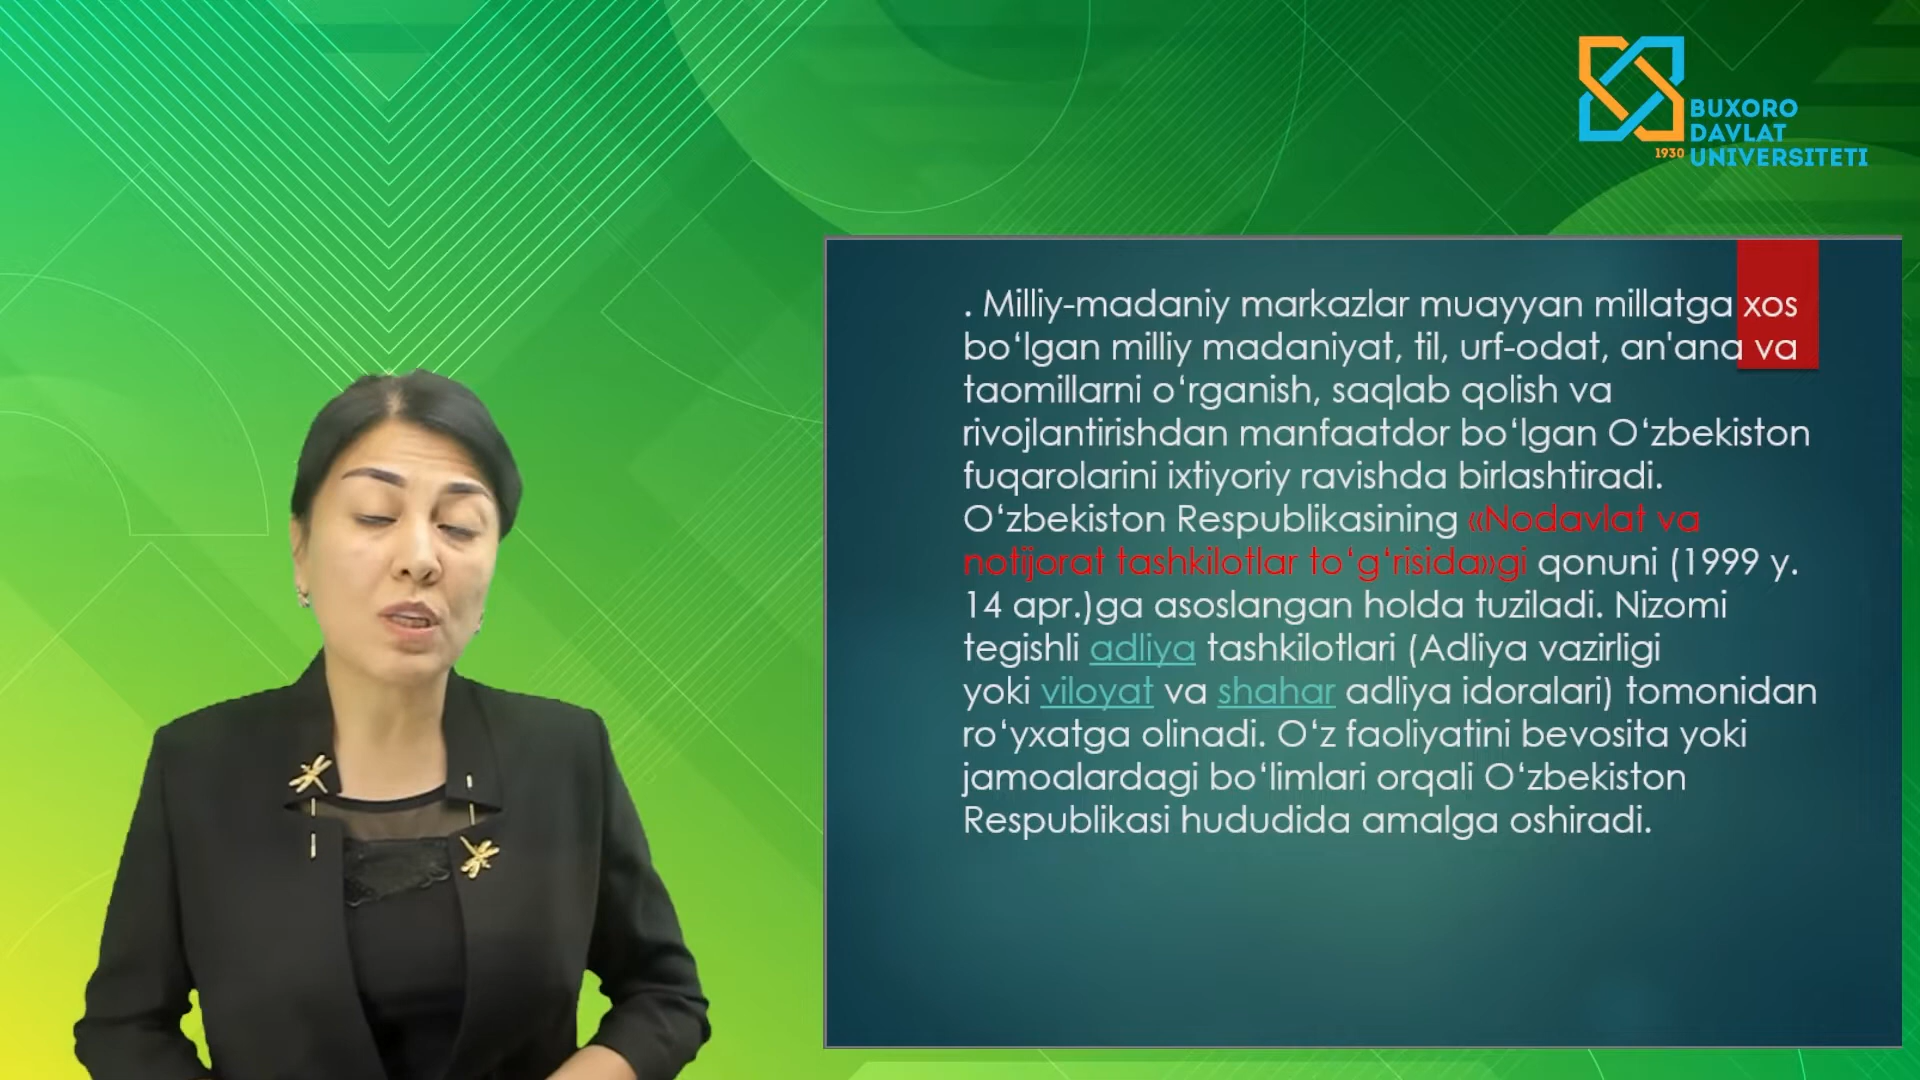 BUXORO
DAVLAT
1930 UNIVERSITETI
. Milliy-madaniy markazlar muayyan millatga xos
bo‘lgan milliy madaniyat, til, urf-odat, an'ana va
taomillarni o‘rganish, saqlab qolish va
rivojlantirishdan manfaatdor bo‘lgan O‘zbekiston
fuqarolarini ixtiyoriy ravishda birlashtiradi.
O‘zbekiston Respublikasining «Nodavlat va
notijorat tashkilotlar to‘g‘risida»gi qonuni (1999 y.
14 apr.)ga asoslangan holda tuziladi. Nizomi
tegishli adliya tashkilotlari (Adliya vazirligi
yoki viloyat va shahar adliya idoralari) tomonidan
ro‘yxatga olinadi. O‘z faoliyatini bevosita yoki
jamoalardagi bo‘limlari orqali O‘zbekiston
Respublikasi hududida amalga oshiradi.